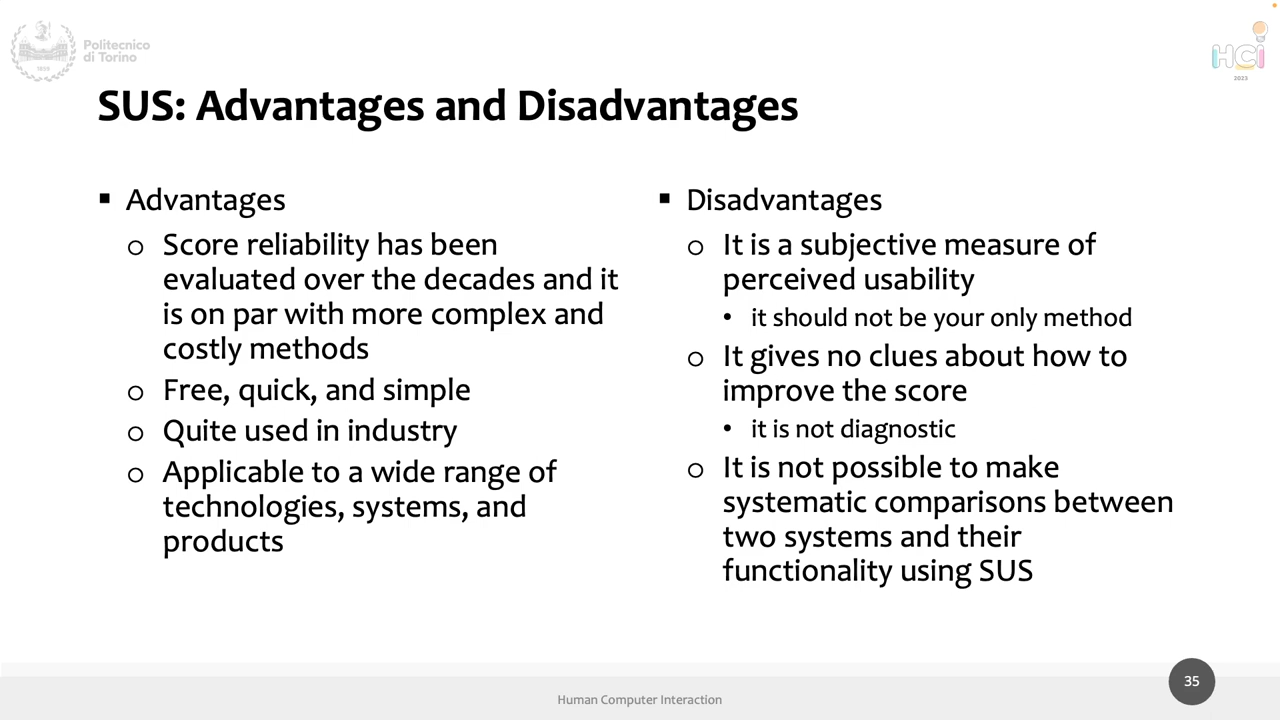 Politecnico
di Torino
1859
HCI
2023
SUS: Advantages and Disadvantages
▪ Advantages
o Score reliability has been
evaluated over the decades and it
is on par with more complex and
costly methods
o Free, quick, and simple
o Quite used in industry
o Applicable to a wide range of
technologies, systems, and
products
▪ Disadvantages
o It is a subjective measure of
perceived usability
• it should not be your only method
o It gives no clues about how to
improve the score
• it is not diagnostic
o It is not possible to make
systematic comparisons between
two systems and their
functionality using SUS
Human Computer Interaction
35